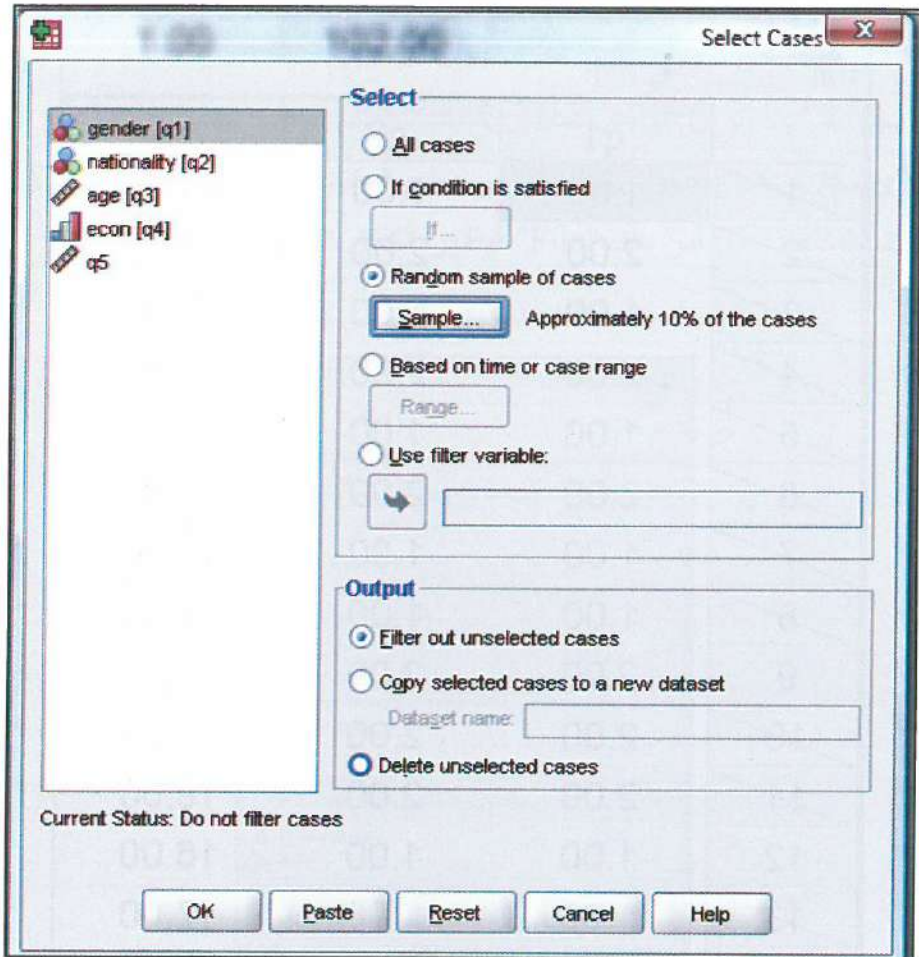 Select Cases
gender [q1]
nationality [q2]
age [q3]
econ [q4]
q5
Select
All cases
If condition is satisfied
If...
Random sample of cases
Sample...
Approximately 10% of the cases
Based on time or case range
Range...
Use filter variable:
Output
Filter out unselected cases
Copy selected cases to a new dataset
Dataset name:
Delete unselected cases
Current Status: Do not filter cases
OK
Paste
Reset
Cancel
Help